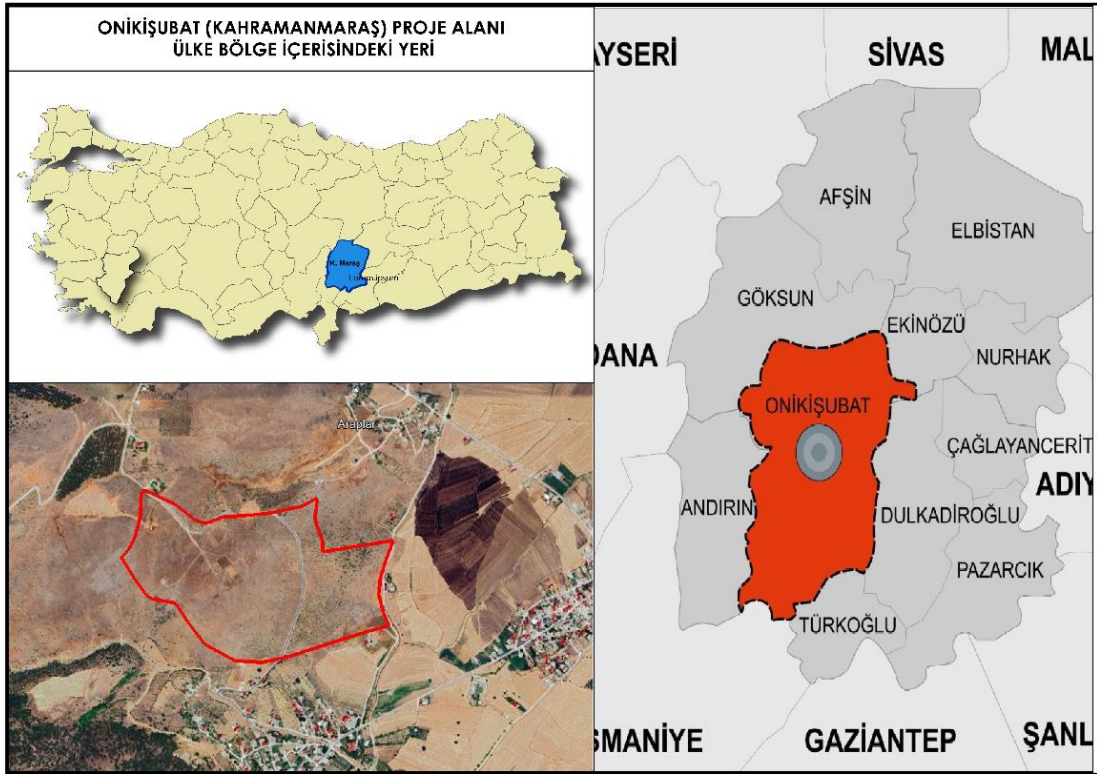 ONİKİŞUBAT (KAHRAMANMARAŞ) PROJE ALANI
ÜLKE BÖLGE İÇERİSİNDEKİ YERİ
K. Maraş
Araplar
AYSERİ
SİVAS
MAL
AFŞİN
ELBİSTAN
GÖKSUN
EKİNÖZÜ
DANA
NURHAK
ONİKİŞUBAT
ÇAĞLAYANCERİT
ADIY
ANDIRIN
DULKADİROĞLU
PAZARCIK
TÜRKOĞLU
SMANİYE
GAZİANTEP
ŞANL